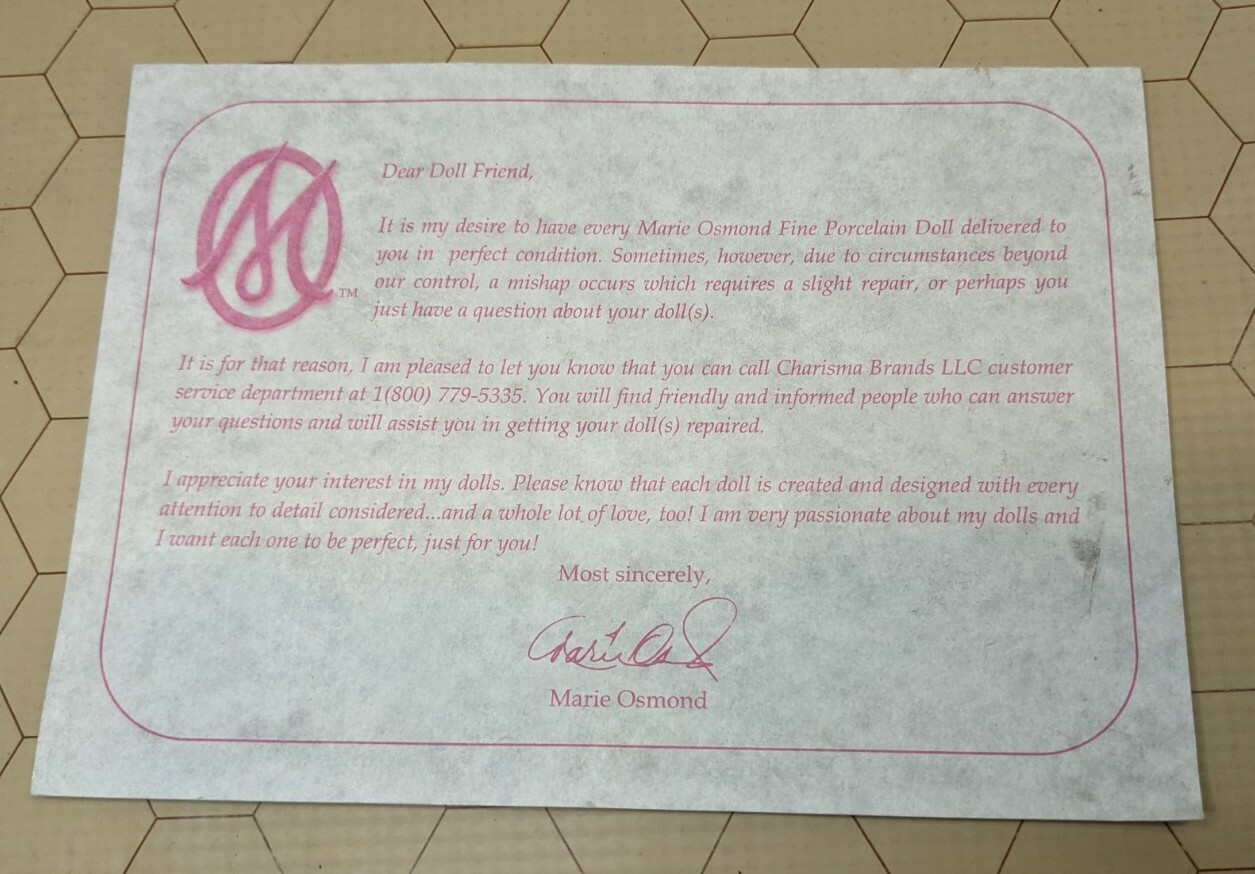 Dear Doll Friend,
It is my desire to have every Marie Osmond Fine Porcelain Doll delivered to
you in perfect condition. Sometimes, however, due to circumstances beyond
our control, a mishap occurs which requires a slight repair, or perhaps you
TM
just have a question about your doll(s).
It is for that reason, I am pleased to let you know that you can call Charisma Brands LLC customer
service department at 1(800) 779-5335. You will find friendly and informed people who can answer
your questions and will assist you in getting your doll(s) repaired.
I appreciate your interest in my dolls. Please know that each doll is created and designed with every
attention to detail considered...and a whole lot of love, too! I am very passionate about my dolls and
I want each one to be perfect, just for you!
Most sincerely,
Marie Osmond
Marie Osmond